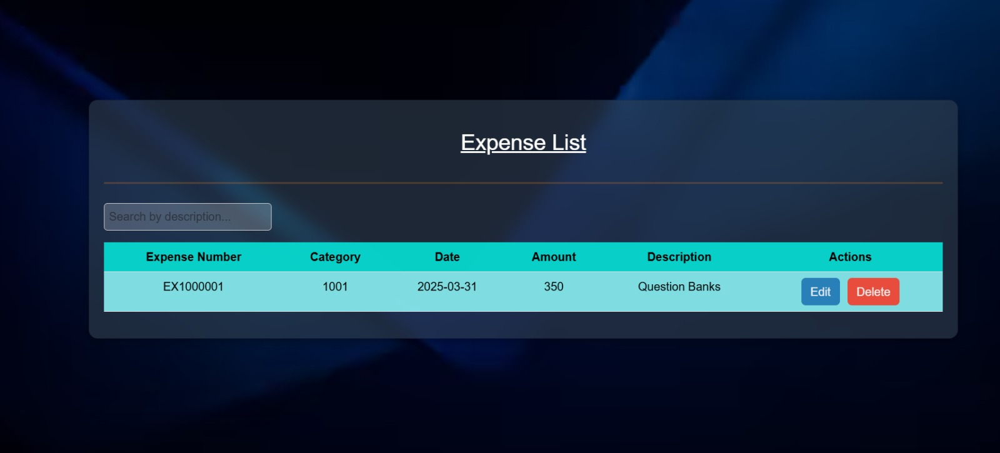 Expense List
Search by description...
Expense Number Category Date Amount Description Actions
EX1000001 1001 2025-03-31 350 Question Banks Edit Delete